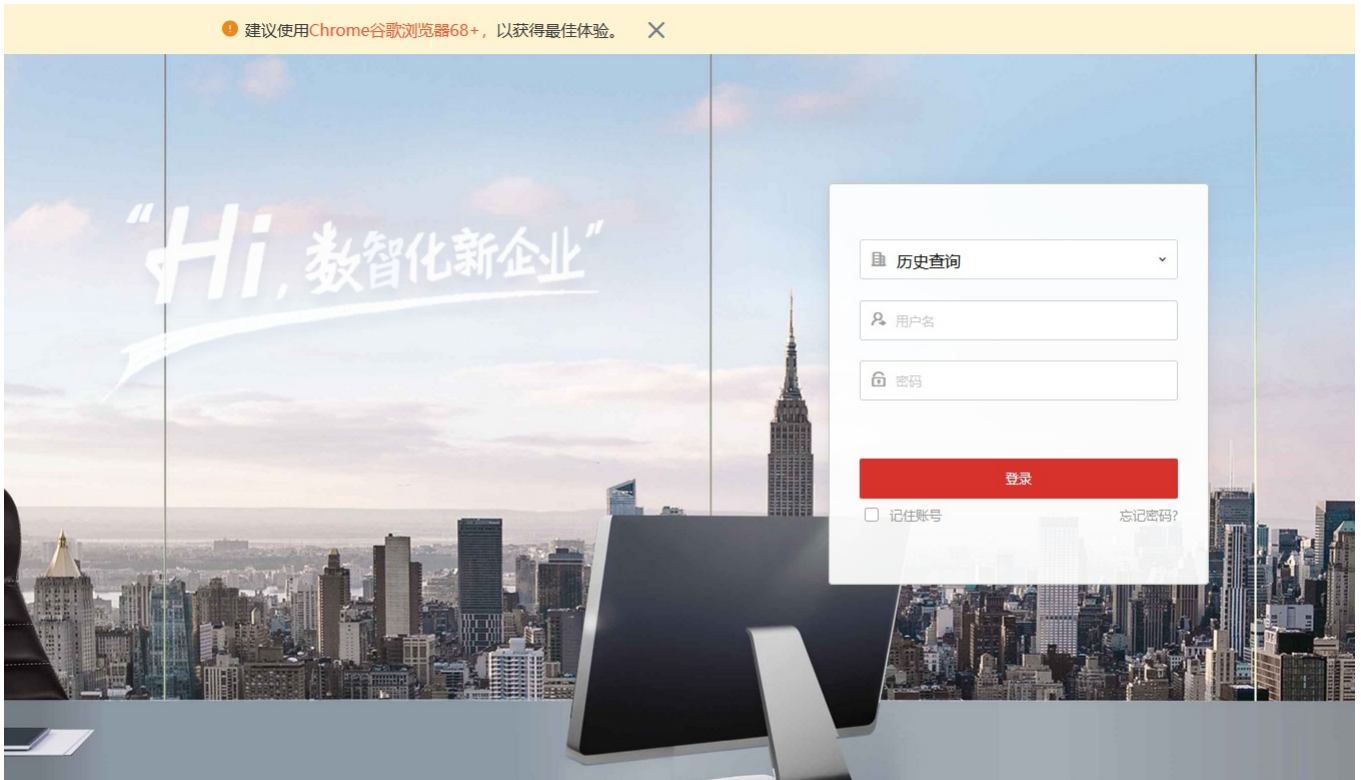 建议使用Chrome谷歌浏览器68+，以获得最佳体验。
“Hi，数智化新企业”
历史查询
用户名
密码
登录
记住账号
忘记密码?